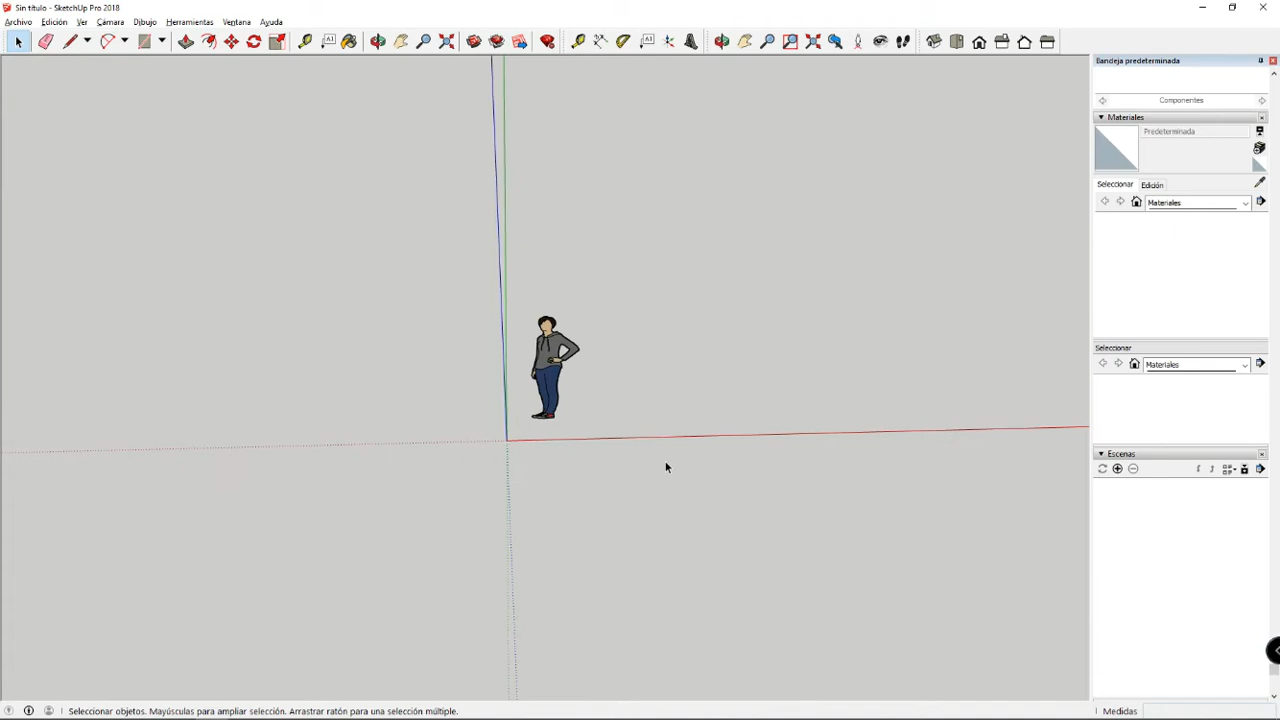 Sin título - SketchUp Pro 2018
Archivo Edición Ver Cámara Dibujo Herramientas Ventana Ayuda
Bandeja predeterminada
Componentes
Materiales
Predeterminada
Seleccionar Edición
Materiales
Seleccionar
Materiales
Escenas
Seleccionar objetos. Mayúsculas para ampliar selección. Arrastrar ratón para una selección múltiple.
Medidas